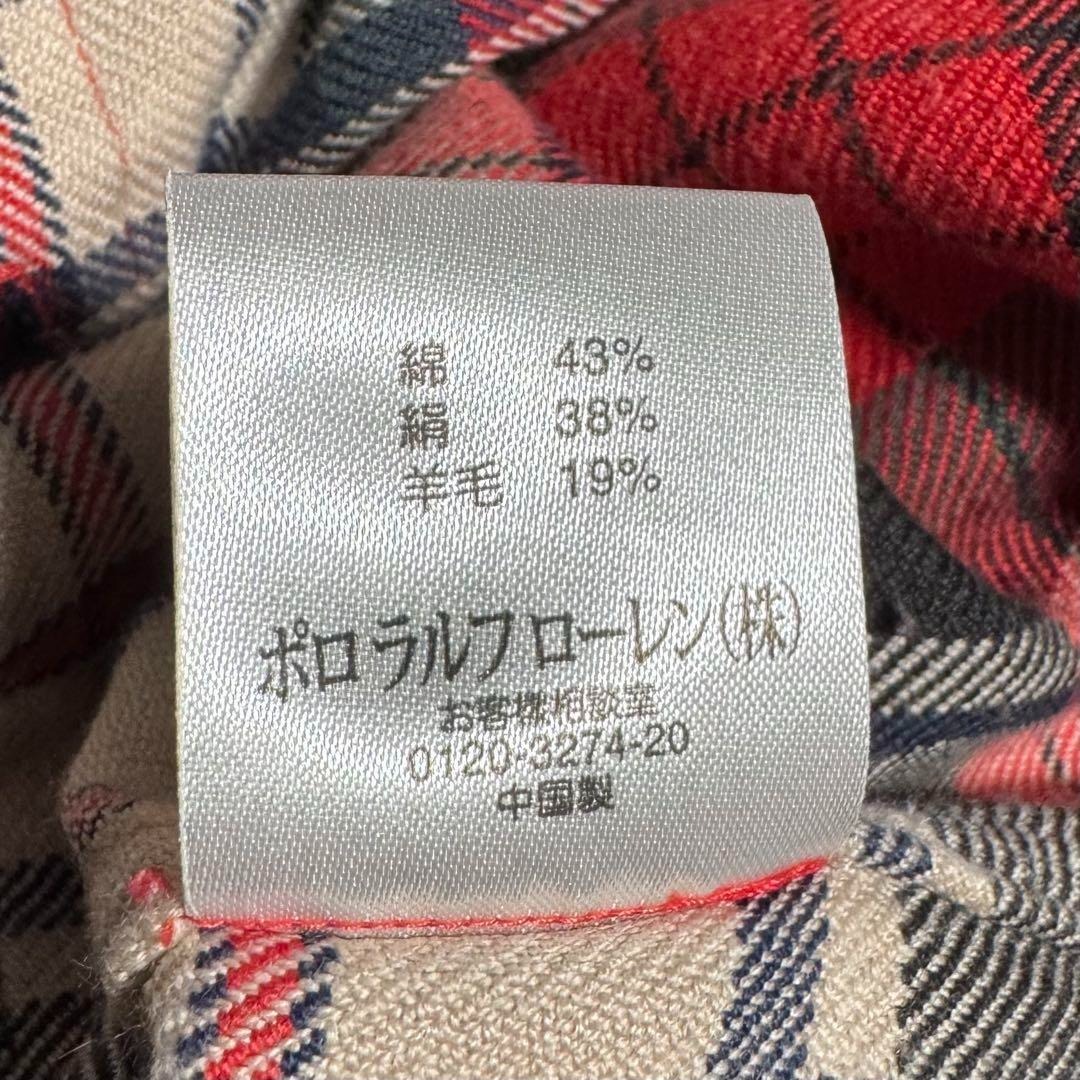 綿 43%
絹 38%
羊毛 19%
ポロ ラルフ ローレン(株)
お客様相談室
0120-3274-20
中国製